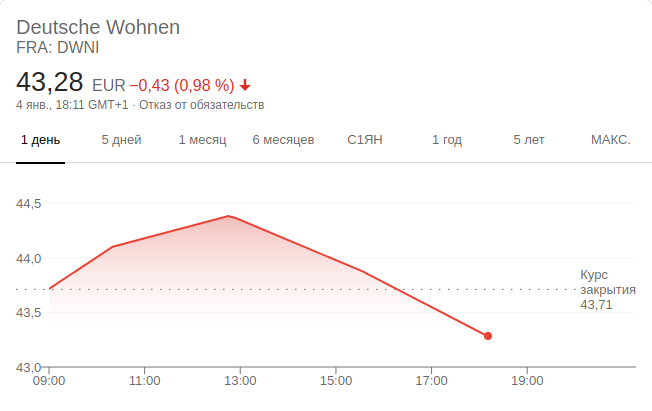 Deutsche Wohnen
FRA: DWNI
43,28 EUR −0,43 (0,98 %)
4 янв., 18:11 GMT+1 · Отказ от обязательств
1 день 5 дней 1 месяц 6 месяцев С1ЯН 1 год 5 лет МАКС.
44,5
44,0
Курс
закрытия
43,71
43,5
43,0
09:00 11:00 13:00 15:00 17:00 19:00